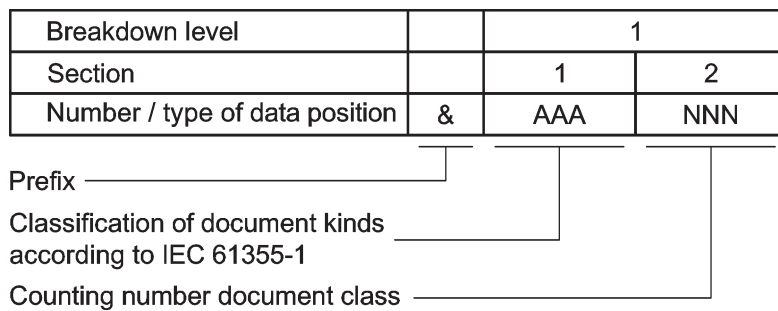 Breakdown level 1
Section 1 2
Number / type of data position & AAA NNN
Prefix
Classification of document kinds
according to IEC 61355-1
Counting number document class